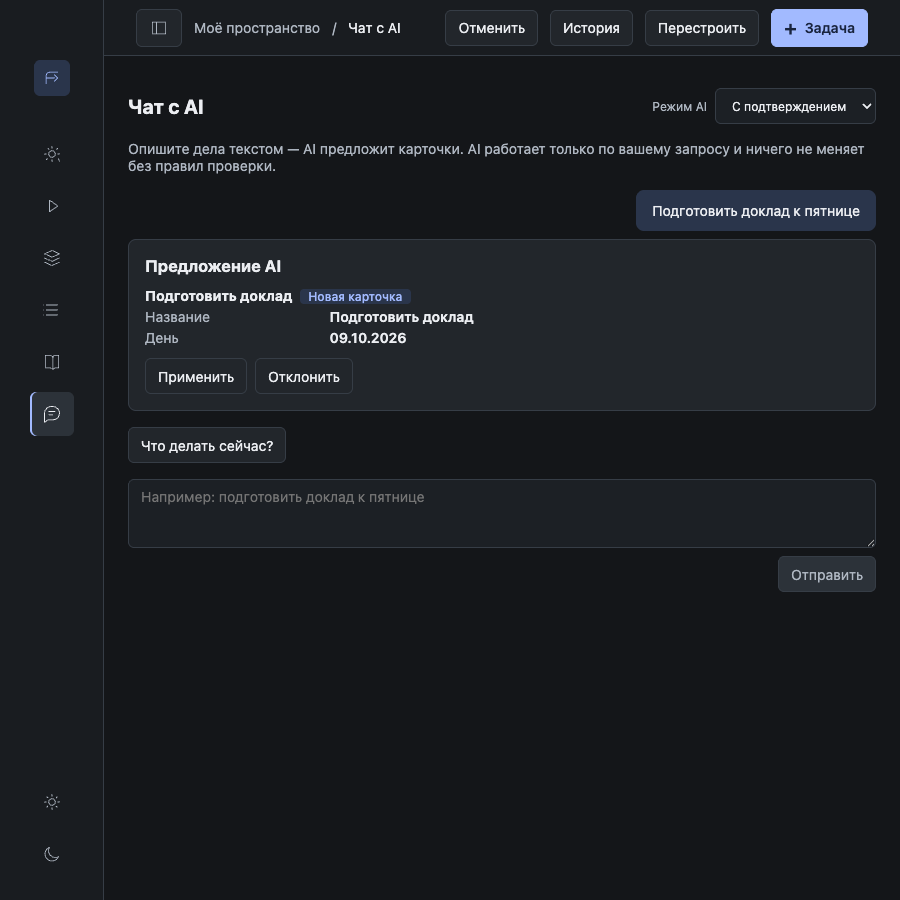 Моё пространство / Чат с AI
Отменить
История
Перестроить
+ Задача
Чат с AI
Режим AI
С подтверждением
Опишите дела текстом — AI предложит карточки. AI работает только по вашему запросу и ничего не меняет
без правил проверки.
Подготовить доклад к пятнице
Предложение AI
Подготовить доклад Новая карточка
Название Подготовить доклад
День 09.10.2026
Применить
Отклонить
Что делать сейчас?
Например: подготовить доклад к пятнице
Отправить